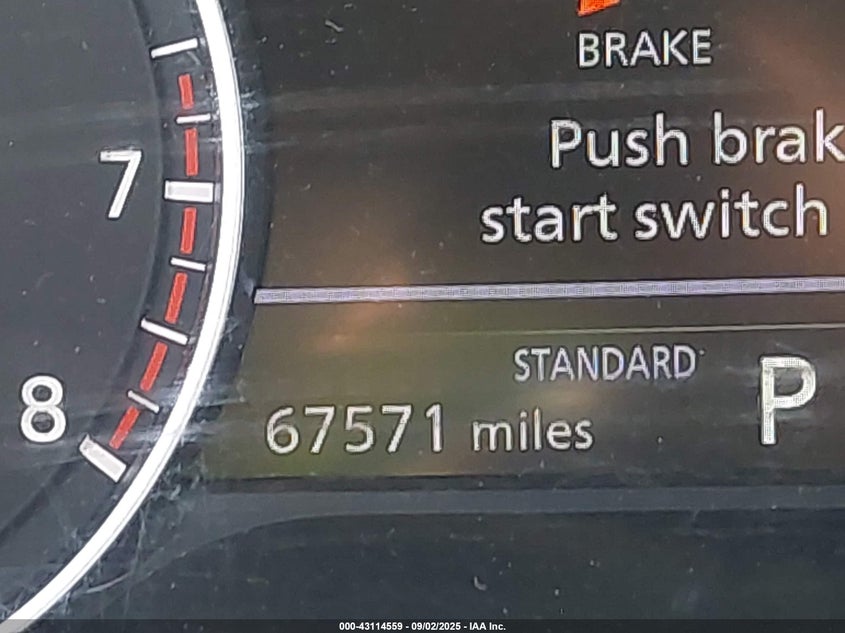 BRAKE
Push brak
start switch
7
STANDARD
P
8
67571 miles
000-43114559 - 09/02/2025 - IAA Inc.